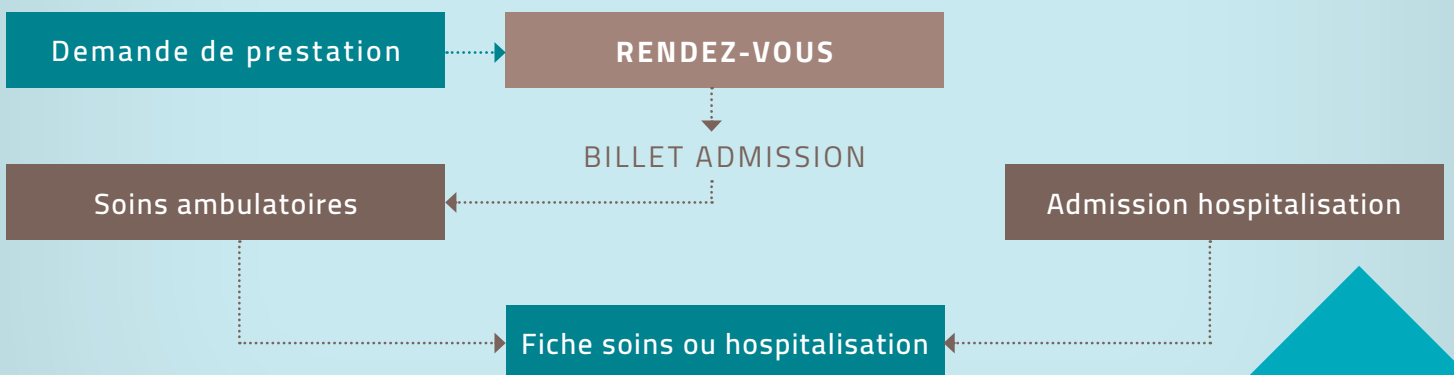 Demande de prestation
RENDEZ-VOUS
BILLET ADMISSION
Soins ambulatoires
Admission hospitalisation
Fiche soins ou hospitalisation